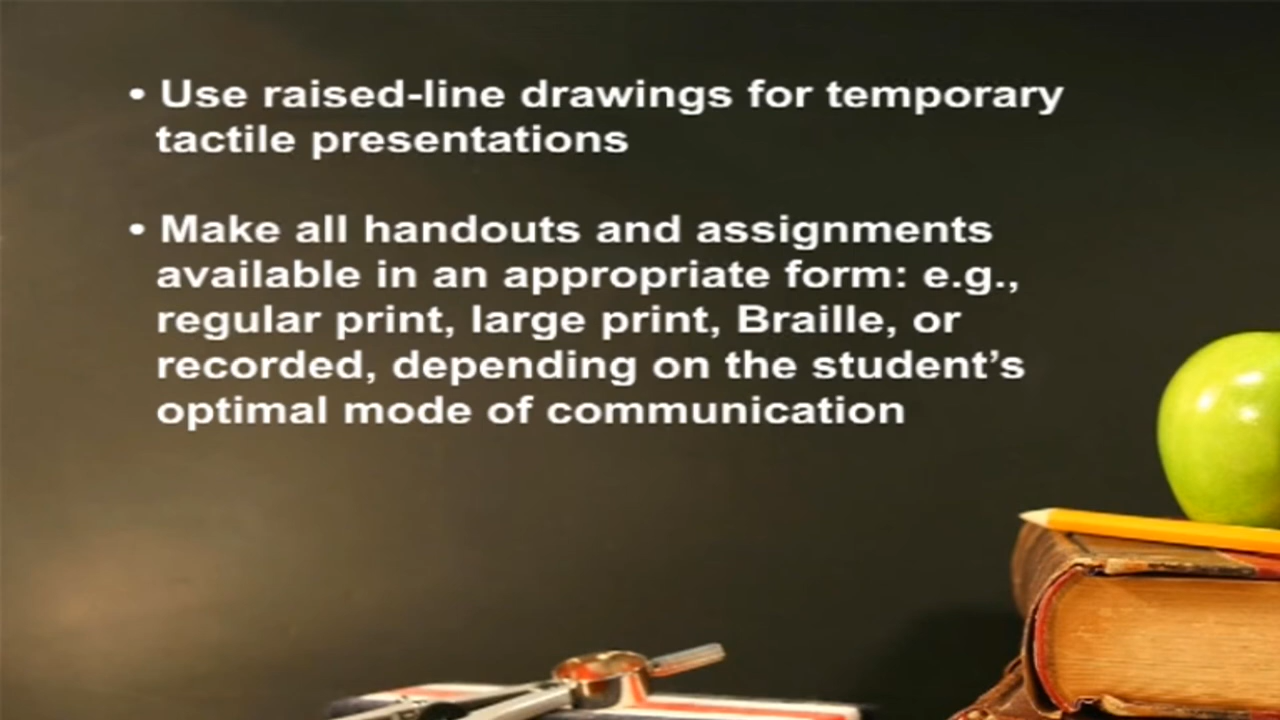 • Use raised-line drawings for temporary
tactile presentations
• Make all handouts and assignments
available in an appropriate form: e.g.,
regular print, large print, Braille, or
recorded, depending on the student’s
optimal mode of communication